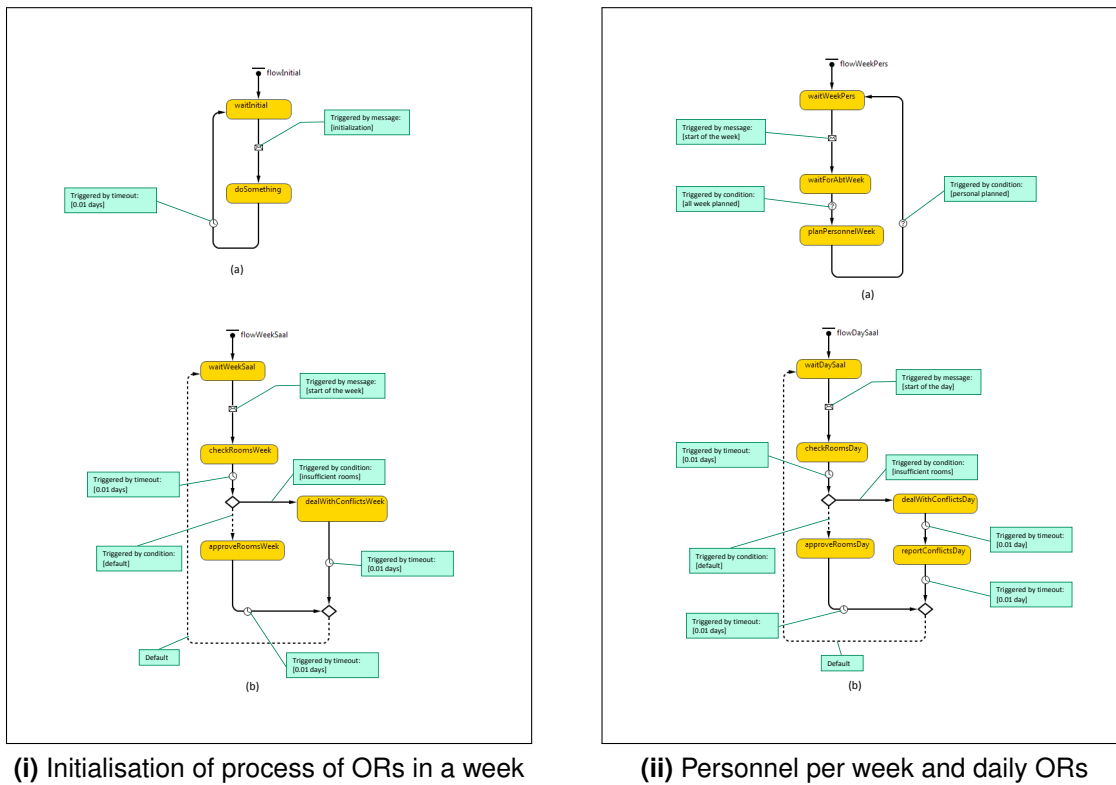 flowInitial
waitInitial
Triggered by message:
[initialization]
doSomething
Triggered by timeout:
[0.01 days]
(a)
flowWeekSaal
waitWeekSaal
Triggered by message:
[start of the week]
checkRoomsWeek
Triggered by timeout:
[0.01 days]
Triggered by condition:
[insufficient rooms]
dealWithConflictsWeek
Triggered by condition:
[default]
approveRoomsWeek
Triggered by timeout:
[0.01 days]
Default
Triggered by timeout:
[0.01 days]
(b)
(i) Initialisation of process of ORs in a week
flowWeekPers
waitWeekPers
Triggered by message:
[start of the week]
waitForAbtWeek
Triggered by condition:
[all week planned]
Triggered by condition:
[personal planned]
planPersonnelWeek
(a)
flowDaySaal
waitDaySaal
Triggered by message:
[start of the day]
checkRoomsDay
Triggered by timeout:
[0.01 days]
Triggered by condition:
[insufficient rooms]
dealWithConflictsDay
Triggered by timeout:
[0.01 day]
Triggered by condition:
[default]
approveRoomsDay
reportConflictsDay
Triggered by timeout:
[0.01 day]
Triggered by timeout:
[0.01 days]
Default
(b)
(ii) Personnel per week and daily ORs